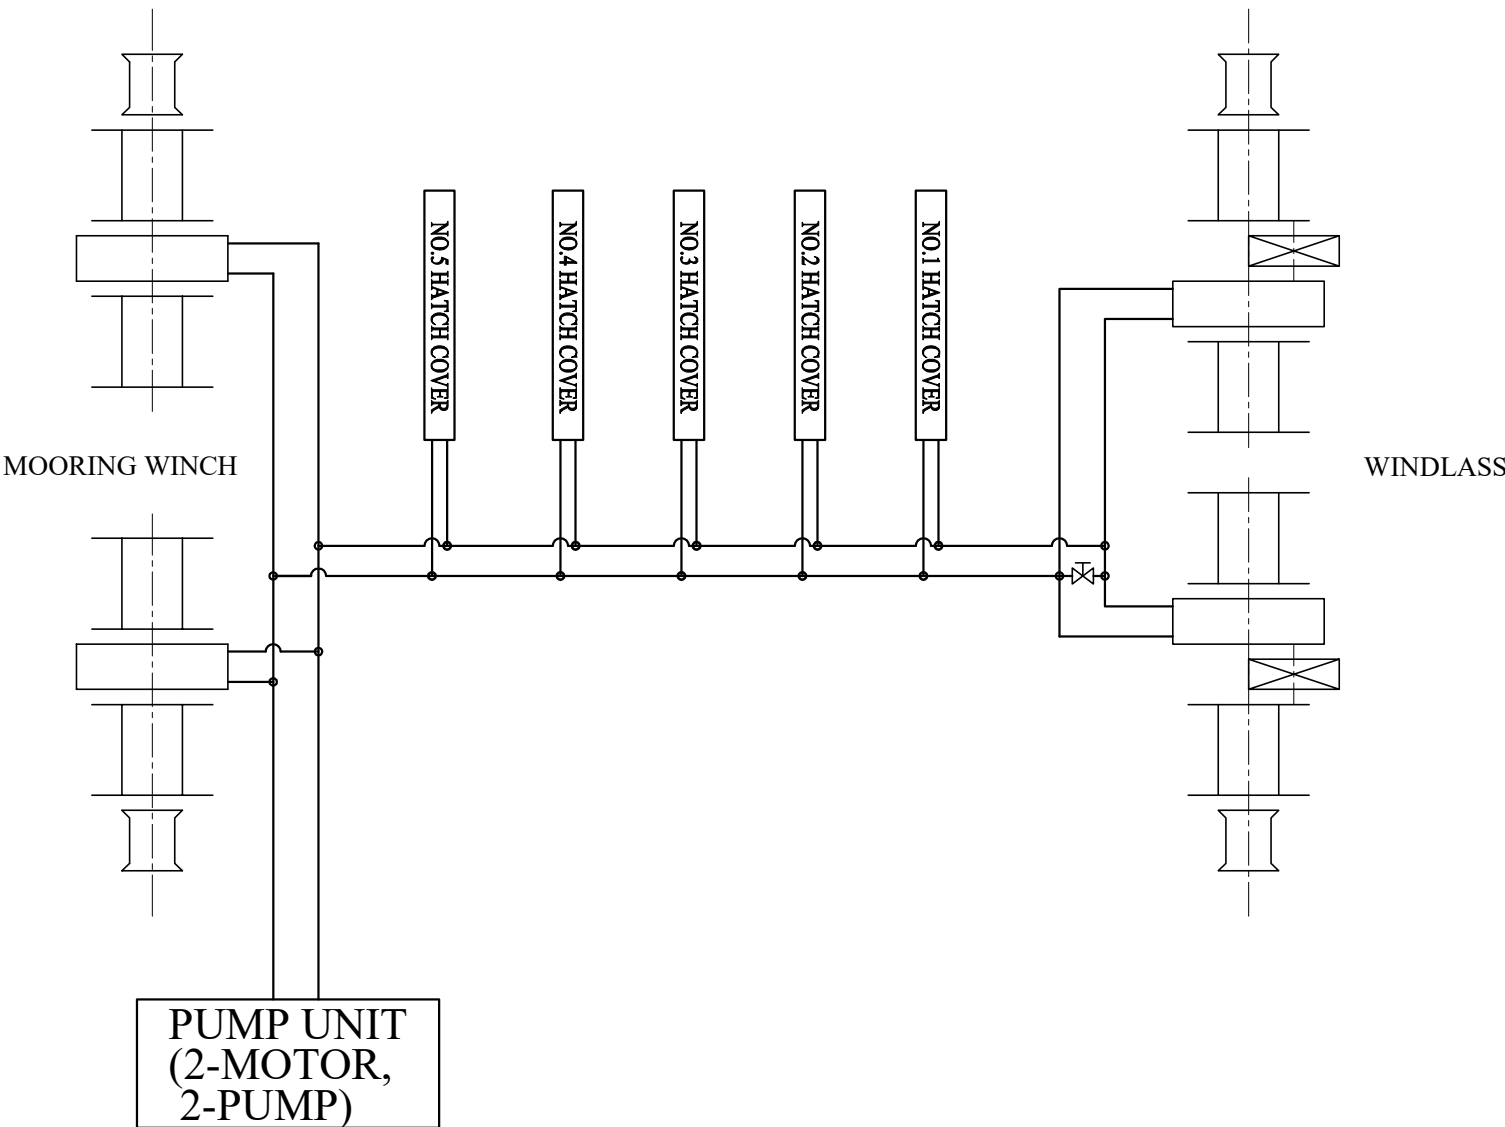 NO.5 HATCH COVER
NO.4 HATCH COVER
NO.3 HATCH COVER
NO.2 HATCH COVER
NO.1 HATCH COVER
MOORING WINCH
WINDLASS
PUMP UNIT
(2-MOTOR,
2-PUMP)